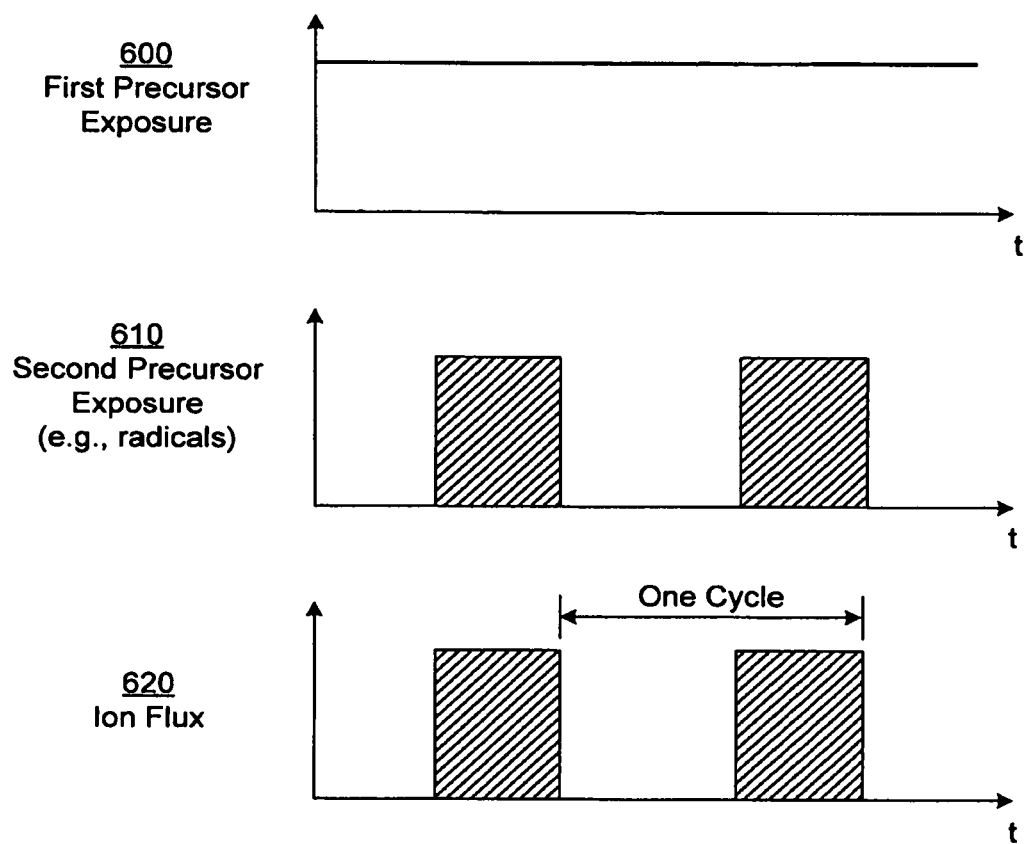 600
First Precursor
Exposure
t
610
Second Precursor
Exposure
(e.g., radicals)
t
One Cycle
620
Ion Flux
t